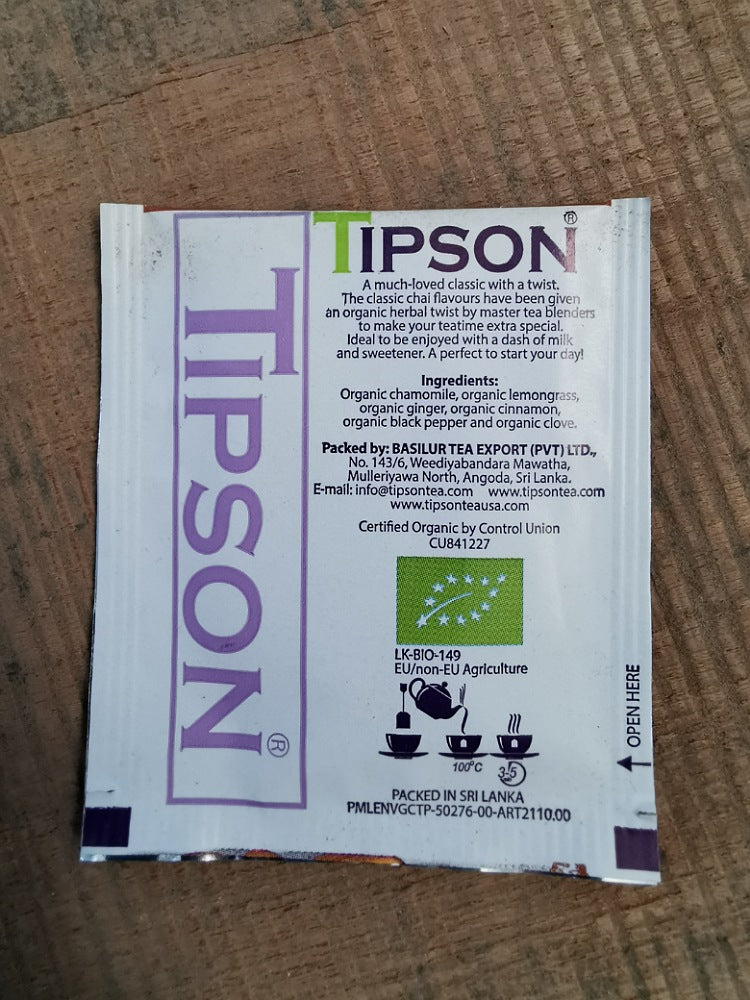 TIPSON®
TIPSON®
A much-loved classic with a twist.
The classic chai flavours have been given
an organic herbal twist by master tea blenders
to make your teatime extra special.
Ideal to be enjoyed with a dash of milk
and sweetener. A perfect to start your day!
Ingredients:
Organic chamomile, organic lemongrass,
organic ginger, organic cinnamon,
organic black pepper and organic clove.
Packed by: BASILUR TEA EXPORT (PVT) LTD.,
No. 143/6, Weediyabandara Mawatha,
Mulleriyawa North, Angoda, Sri Lanka.
E-mail: info@tipsontea.com www.tipsontea.com
www.tipsonteausa.com
Certified Organic by Control Union
CU841227
LK-BIO-149
EU/non-EU Agriculture
100°C
3-5
OPEN HERE
PACKED IN SRI LANKA
PMLENVGCTP-50276-00-ART2110.00